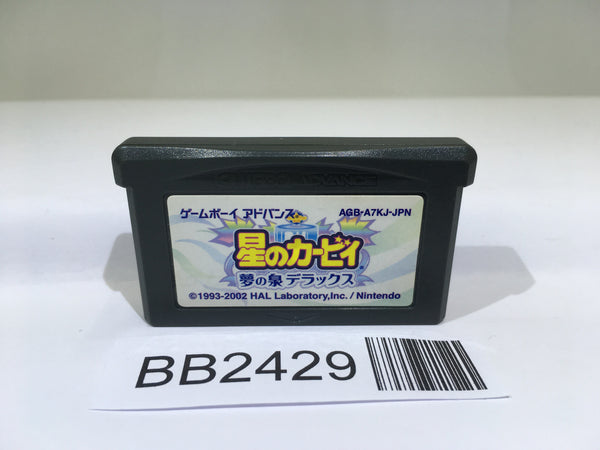 GAME BOY ADVANCE
ゲームボーイ アドバンス
AGB-A7KJ-JPN
星のカービィ
夢の泉 デラックス
©1993-2002 HAL Laboratory,Inc. / Nintendo
BB2429